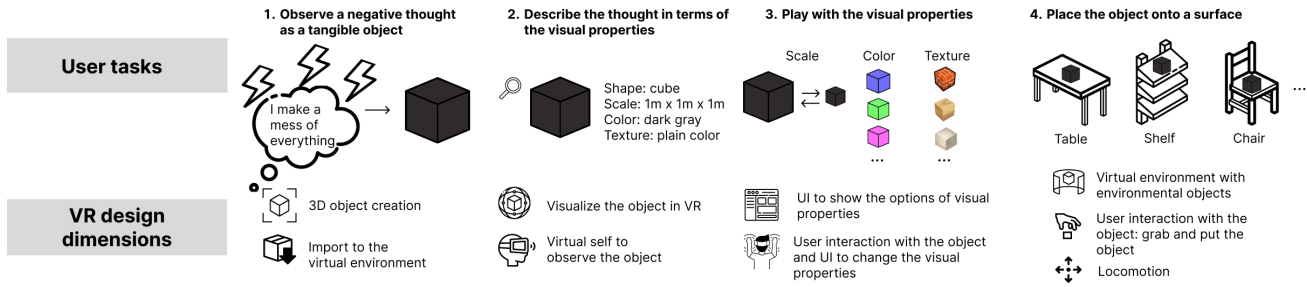 User tasks
1. Observe a negative thought
as a tangible object
I make a
mess of
everything
2. Describe the thought in terms of
the visual properties
Shape: cube
Scale: 1m x 1m x 1m
Color: dark gray
Texture: plain color
3. Play with the visual properties
Scale
Color
Texture
...
...
4. Place the object onto a surface
Table
Shelf
Chair
...
VR design
dimensions
3D object creation
Import to the
virtual environment
Visualize the object in VR
Virtual self to
observe the object
UI to show the options of visual
properties
User interaction with the object
and UI to change the visual
properties
Virtual environment with
environmental objects
User interaction with the
object: grab and put the
object
Locomotion